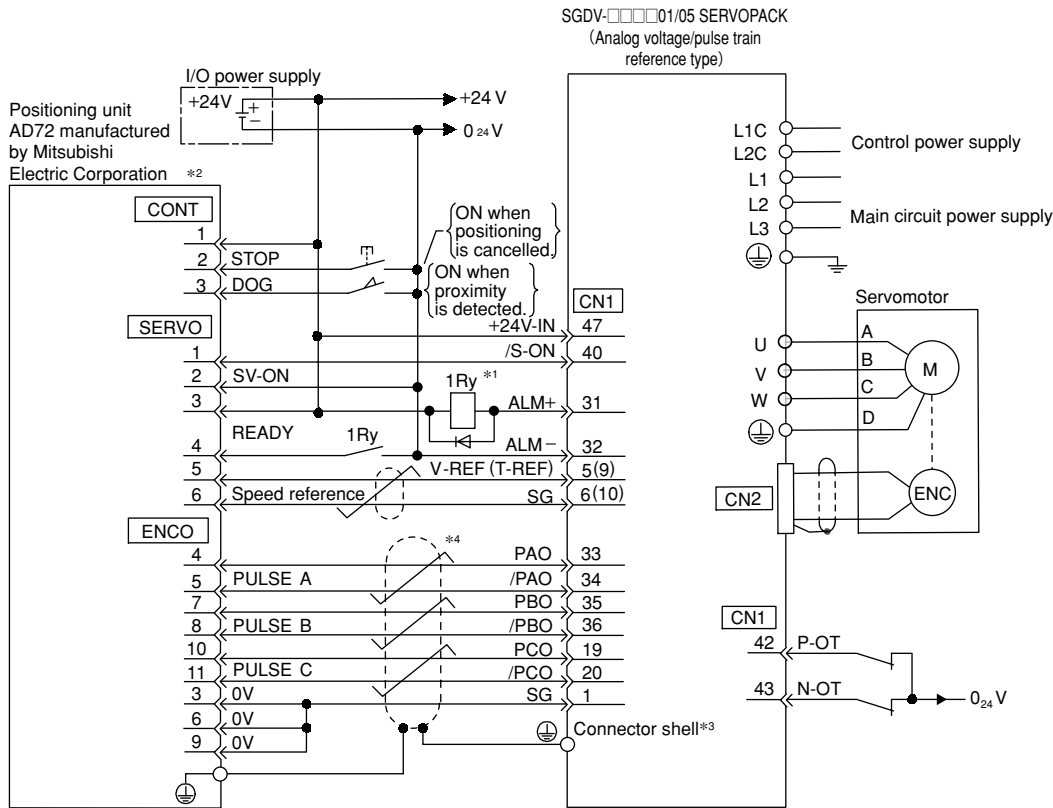 SGDV-□□□□01/05 SERVOPACK
(Analog voltage/pulse train
reference type)
I/O power supply
+24V
+
−
+24 V
0 24 V
Positioning unit
AD72 manufactured
by Mitsubishi
Electric Corporation *2
CONT
1
2 STOP
3 DOG
ON when
positioning
is cancelled.
ON when
proximity
is detected.
SERVO
1
2 SV-ON
3
READY
4
5
6 Speed reference
1Ry *1
1Ry
ENCO
4
5 PULSE A
7
8 PULSE B
10
11 PULSE C
3 0V
6 0V
9 0V
*4
CN1
+24V-IN 47
/S-ON 40
ALM+ 31
ALM− 32
V-REF (T-REF) 5(9)
SG 6(10)
PAO 33
/PAO 34
PBO 35
/PBO 36
PCO 19
/PCO 20
SG 1
Connector shell*3
L1C
L2C
Control power supply
L1
L2
L3
Main circuit power supply
Servomotor
U A
V B
W C
D
M
CN2
ENC
CN1
42 P-OT
43 N-OT
024 V